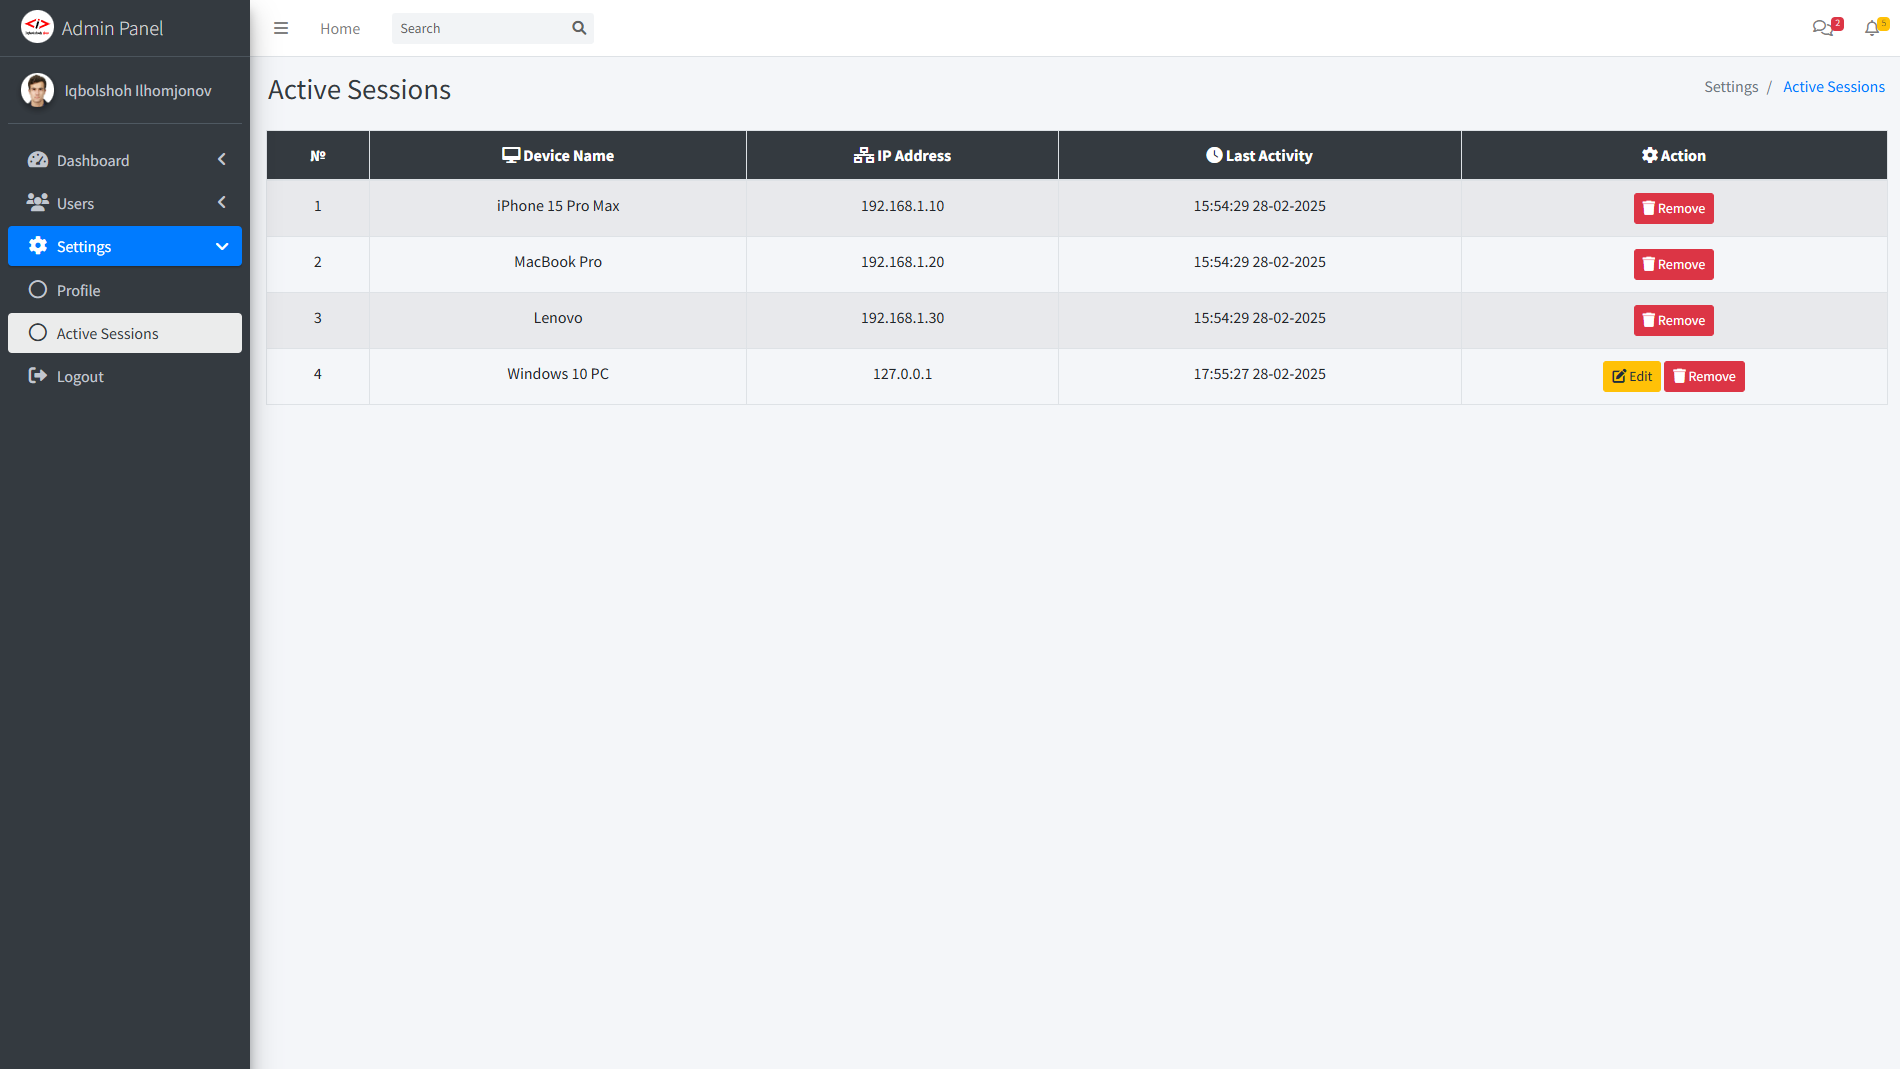 Admin Panel
Home
Search
2
5
Iqbolshoh Ilhomjonov
Dashboard
Users
Settings
Profile
Active Sessions
Logout
Active Sessions
Settings / Active Sessions
№ Device Name IP Address Last Activity Action
1 iPhone 15 Pro Max 192.168.1.10 15:54:29 28-02-2025 Remove
2 MacBook Pro 192.168.1.20 15:54:29 28-02-2025 Remove
3 Lenovo 192.168.1.30 15:54:29 28-02-2025 Remove
4 Windows 10 PC 127.0.0.1 17:55:27 28-02-2025 Edit Remove